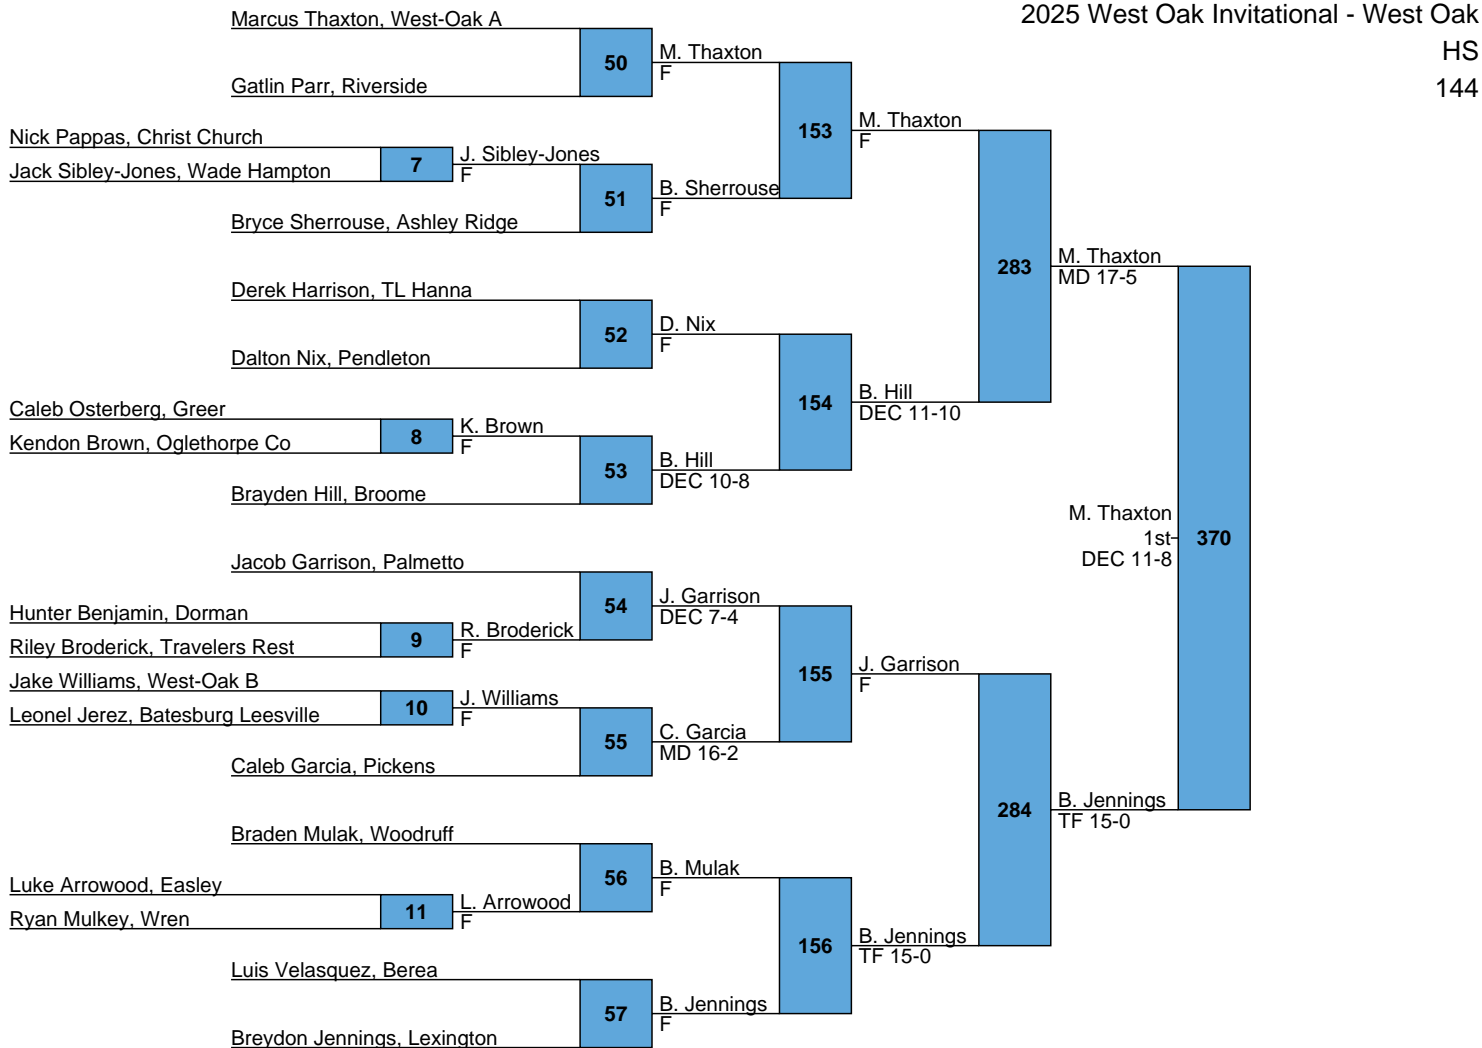 2025 West Oak Invitational - West Oak
HS
144
Marcus Thaxton, West-Oak A
50
M. Thaxton
F
Gatlin Parr, Riverside
153
M. Thaxton
F
Nick Pappas, Christ Church
7
J. Sibley-Jones
F
Jack Sibley-Jones, Wade Hampton
51
B. Sherrouse
F
Bryce Sherrouse, Ashley Ridge
283
M. Thaxton
MD 17-5
Derek Harrison, TL Hanna
52
D. Nix
F
Dalton Nix, Pendleton
154
B. Hill
DEC 11-10
Caleb Osterberg, Greer
8
K. Brown
F
Kendon Brown, Oglethorpe Co
53
B. Hill
DEC 10-8
Brayden Hill, Broome
M. Thaxton
1st
DEC 11-8
370
Jacob Garrison, Palmetto
54
J. Garrison
DEC 7-4
Hunter Benjamin, Dorman
9
R. Broderick
F
Riley Broderick, Travelers Rest
155
J. Garrison
F
Jake Williams, West-Oak B
10
J. Williams
F
Leonel Jerez, Batesburg Leesville
55
C. Garcia
MD 16-2
Caleb Garcia, Pickens
284
B. Jennings
TF 15-0
Braden Mulak, Woodruff
56
B. Mulak
F
Luke Arrowood, Easley
11
L. Arrowood
F
Ryan Mulkey, Wren
156
B. Jennings
TF 15-0
Luis Velasquez, Berea
57
B. Jennings
F
Breydon Jennings, Lexington